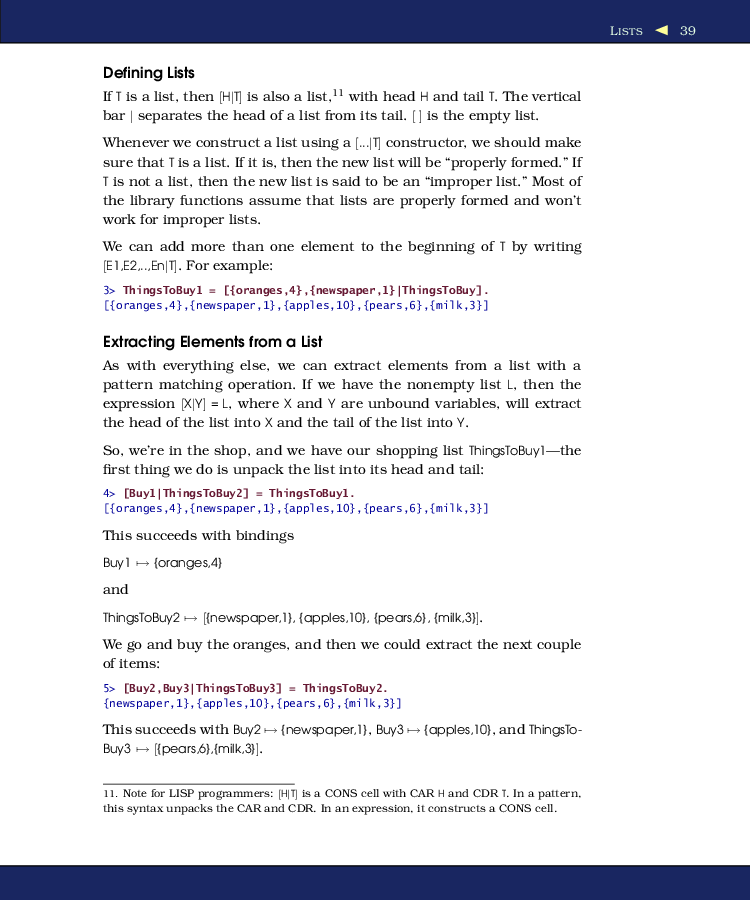 LISTS ◀ 39
Defining Lists
If T is a list, then [H|T] is also a list,11 with head H and tail T. The vertical
bar | separates the head of a list from its tail. [ ] is the empty list.
Whenever we construct a list using a [...|T] constructor, we should make
sure that T is a list. If it is, then the new list will be “properly formed.” If
T is not a list, then the new list is said to be an “improper list.” Most of
the library functions assume that lists are properly formed and won’t
work for improper lists.
We can add more than one element to the beginning of T by writing
[E1,E2,..,En|T]. For example:
3> ThingsToBuy1 = [{oranges,4},{newspaper,1}|ThingsToBuy].
[{oranges,4},{newspaper,1},{apples,10},{pears,6},{milk,3}]
Extracting Elements from a List
As with everything else, we can extract elements from a list with a
pattern matching operation. If we have the nonempty list L, then the
expression [X|Y] = L, where X and Y are unbound variables, will extract
the head of the list into X and the tail of the list into Y.
So, we’re in the shop, and we have our shopping list ThingsToBuy1—the
first thing we do is unpack the list into its head and tail:
4> [Buy1|ThingsToBuy2] = ThingsToBuy1.
[{oranges,4},{newspaper,1},{apples,10},{pears,6},{milk,3}]
This succeeds with bindings
Buy1 ↦ {oranges,4}
and
ThingsToBuy2 ↦ [{newspaper,1}, {apples,10}, {pears,6}, {milk,3}].
We go and buy the oranges, and then we could extract the next couple
of items:
5> [Buy2,Buy3|ThingsToBuy3] = ThingsToBuy2.
{newspaper,1},{apples,10},{pears,6},{milk,3}]
This succeeds with Buy2 ↦ {newspaper,1}, Buy3 ↦ {apples,10}, and ThingsTo-
Buy3 ↦ [{pears,6},{milk,3}].
11. Note for LISP programmers: [H|T] is a CONS cell with CAR H and CDR T. In a pattern,
this syntax unpacks the CAR and CDR. In an expression, it constructs a CONS cell.